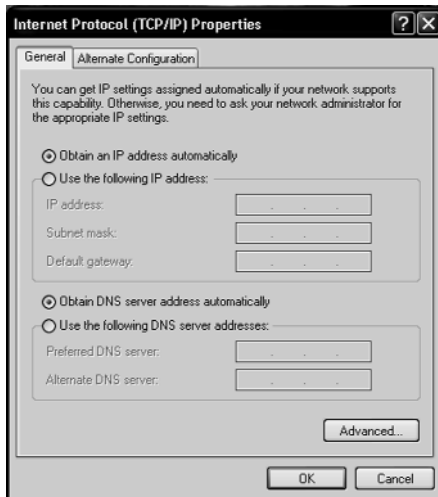 Internet Protocol (TCP/IP) Properties
General
Alternate Configuration
You can get IP settings assigned automatically if your network supports
this capability. Otherwise, you need to ask your network administrator for
the appropriate IP settings.
Obtain an IP address automatically
Use the following IP address:
IP address:
Subnet mask:
Default gateway:
Obtain DNS server address automatically
Use the following DNS server addresses:
Preferred DNS server:
Alternate DNS server:
Advanced...
OK
Cancel